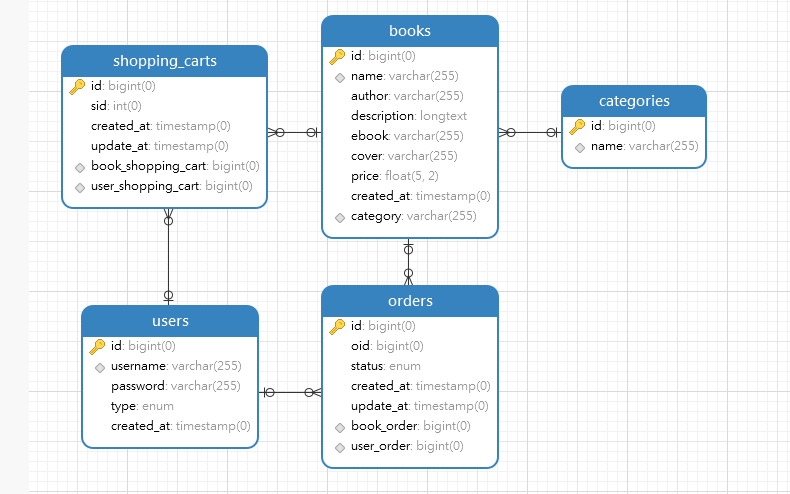 shopping_carts
id: bigint(0)
sid: int(0)
created_at: timestamp(0)
update_at: timestamp(0)
book_shopping_cart: bigint(0)
user_shopping_cart: bigint(0)
books
id: bigint(0)
name: varchar(255)
author: varchar(255)
description: longtext
ebook: varchar(255)
cover: varchar(255)
price: float(5, 2)
created_at: timestamp(0)
category: varchar(255)
categories
id: bigint(0)
name: varchar(255)
users
id: bigint(0)
username: varchar(255)
password: varchar(255)
type: enum
created_at: timestamp(0)
orders
id: bigint(0)
oid: bigint(0)
status: enum
created_at: timestamp(0)
update_at: timestamp(0)
book_order: bigint(0)
user_order: bigint(0)